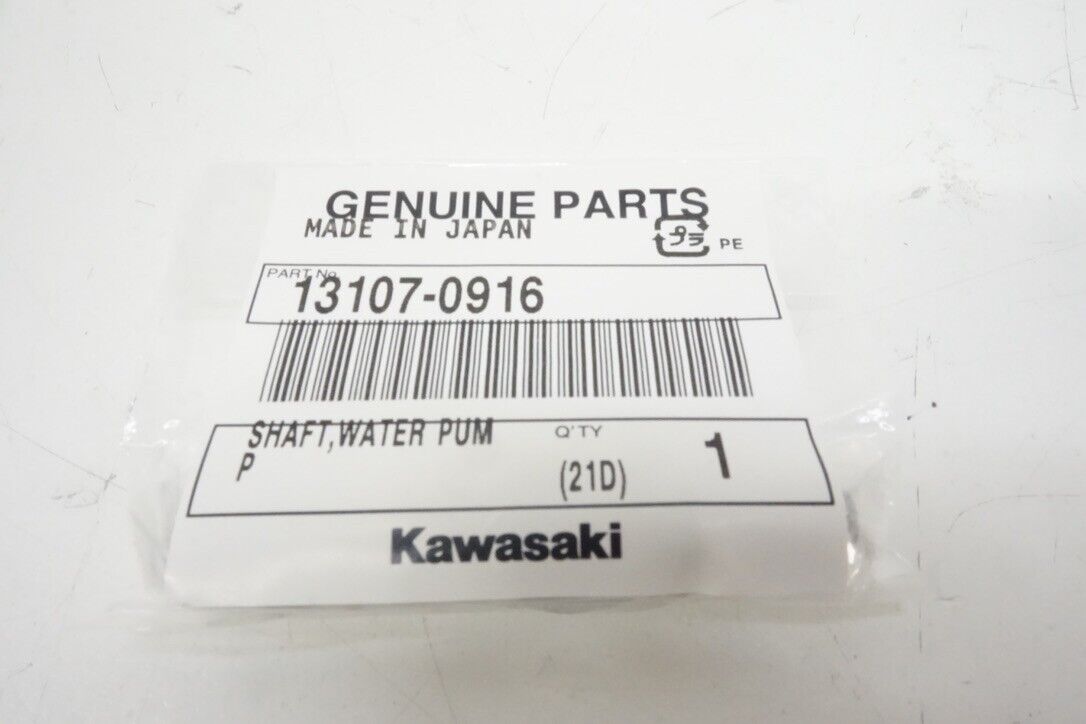 GENUINE PARTS
MADE IN JAPAN
プラ PE
PART No.
13107-0916
SHAFT,WATER PUM
P
Q'TY
(21D)
1
Kawasaki